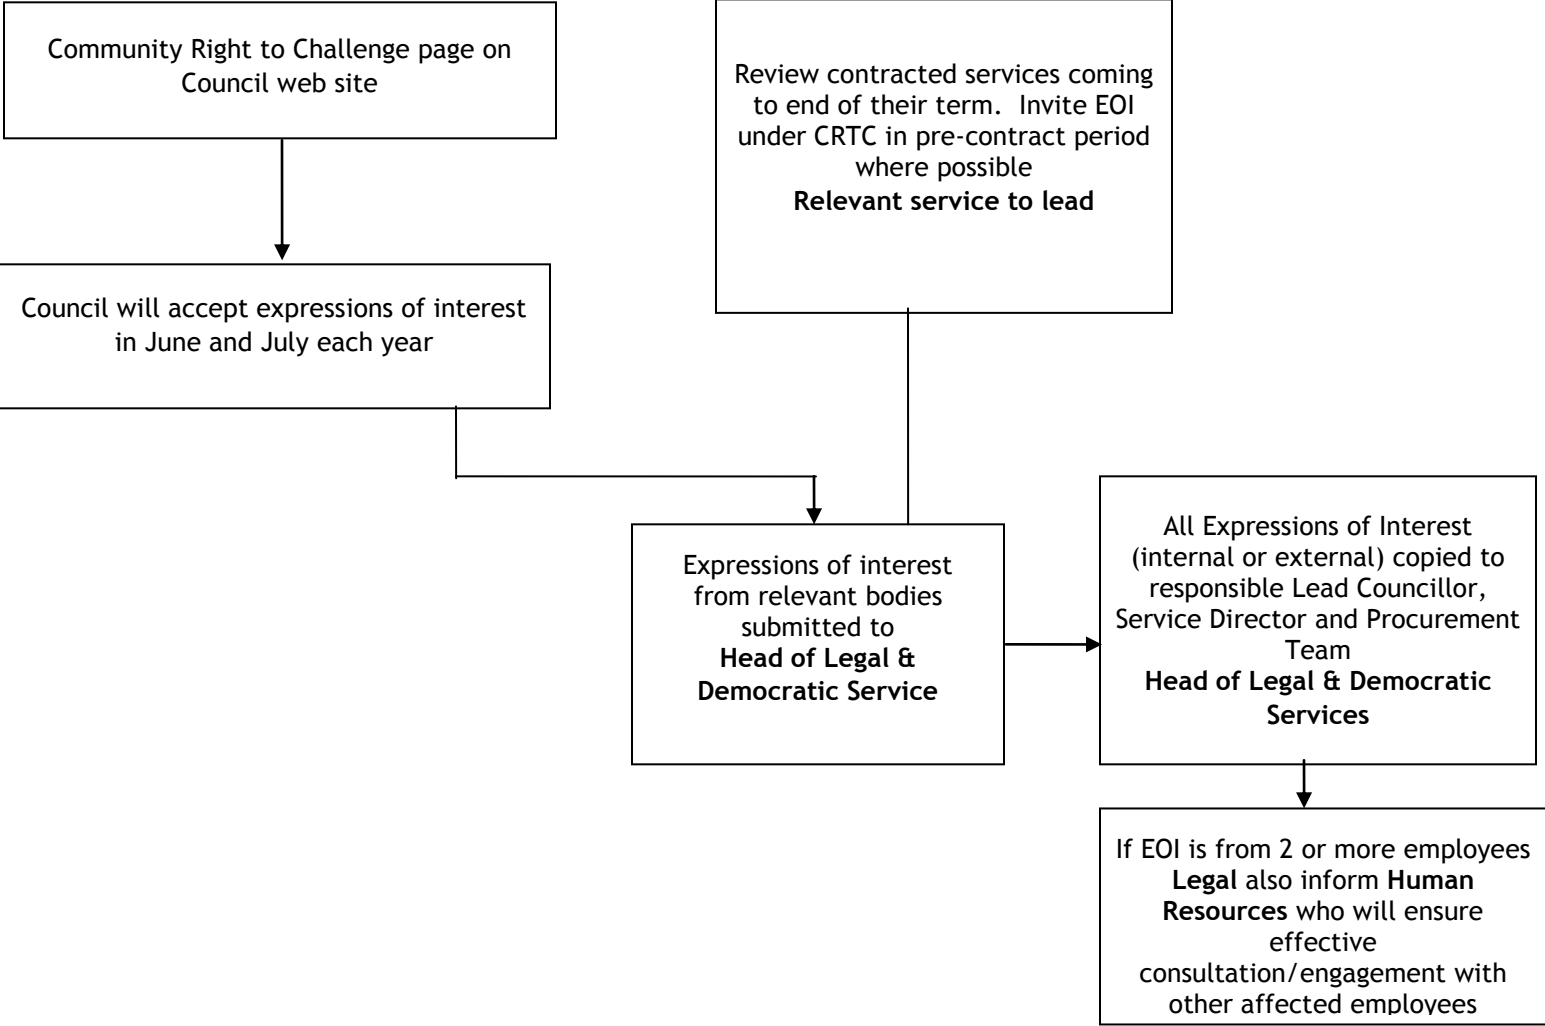 Community Right to Challenge page on
Council web site
Review contracted services coming
to end of their term.  Invite EOI
under CRTC in pre-contract period
where possible
Relevant service to lead
Council will accept expressions of interest
in June and July each year
Expressions of interest
from relevant bodies
submitted to
Head of Legal &
Democratic Service
All Expressions of Interest
(internal or external) copied to
responsible Lead Councillor,
Service Director and Procurement
Team
Head of Legal & Democratic
Services
If EOI is from 2 or more employees
Legal also inform Human
Resources who will ensure
effective
consultation/engagement with
other affected employees